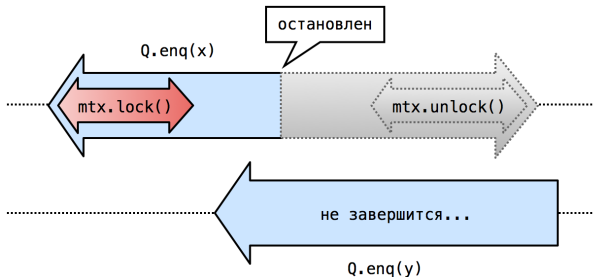 остановлен
Q.enq(x)
mtx.lock()
mtx.unlock()
не завершится...
Q.enq(y)